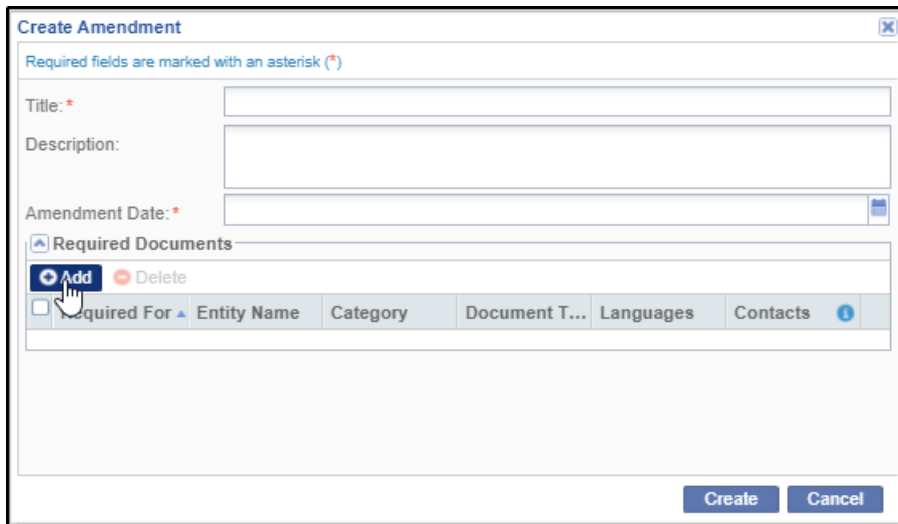 Create Amendment
Required fields are marked with an asterisk (*)
Title: *
Description:
Amendment Date: *
Required Documents
Add Delete
Required For Entity Name Category Document T... Languages Contacts
Create Cancel